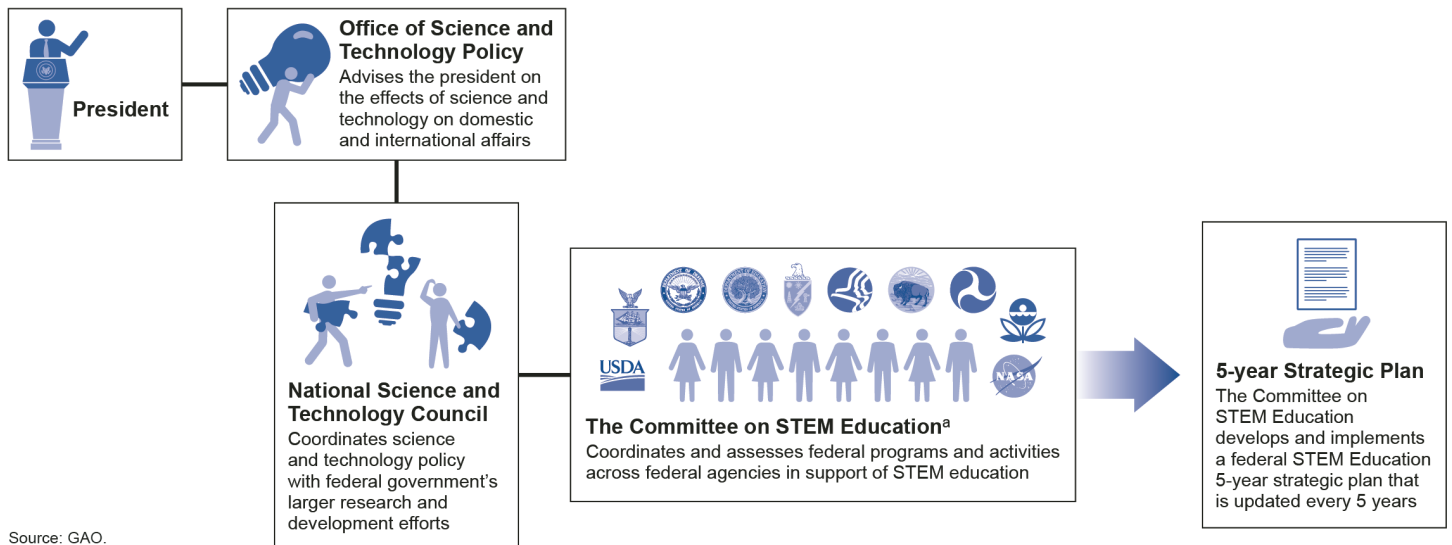 President
Office of Science and
Technology Policy
Advises the president on
the effects of science and
technology on domestic
and international affairs
National Science and
Technology Council
Coordinates science
and technology policy
with federal government's
larger research and
development efforts
USDA
NASA
The Committee on STEM Educationᵃ
Coordinates and assesses federal programs and activities
across federal agencies in support of STEM education
5-year Strategic Plan
The Committee on
STEM Education
develops and implements
a federal STEM Education
5-year strategic plan that
is updated every 5 years
Source: GAO.